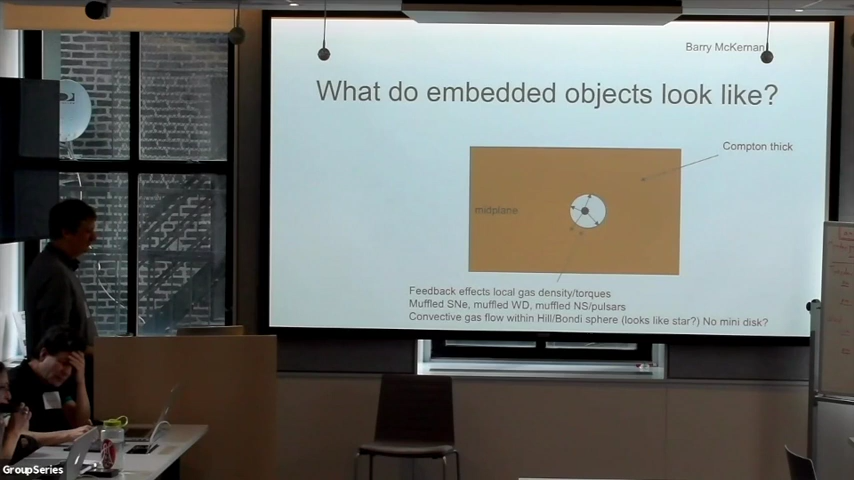 Barry McKernan
What do embedded objects look like?
Compton thick
midplane
Feedback effects local gas density/torques
Muffled SNe, muffled WD, muffled NS/pulsars
Convective gas flow within Hill/Bondi sphere (looks like star?) No mini disk?
GroupSeries